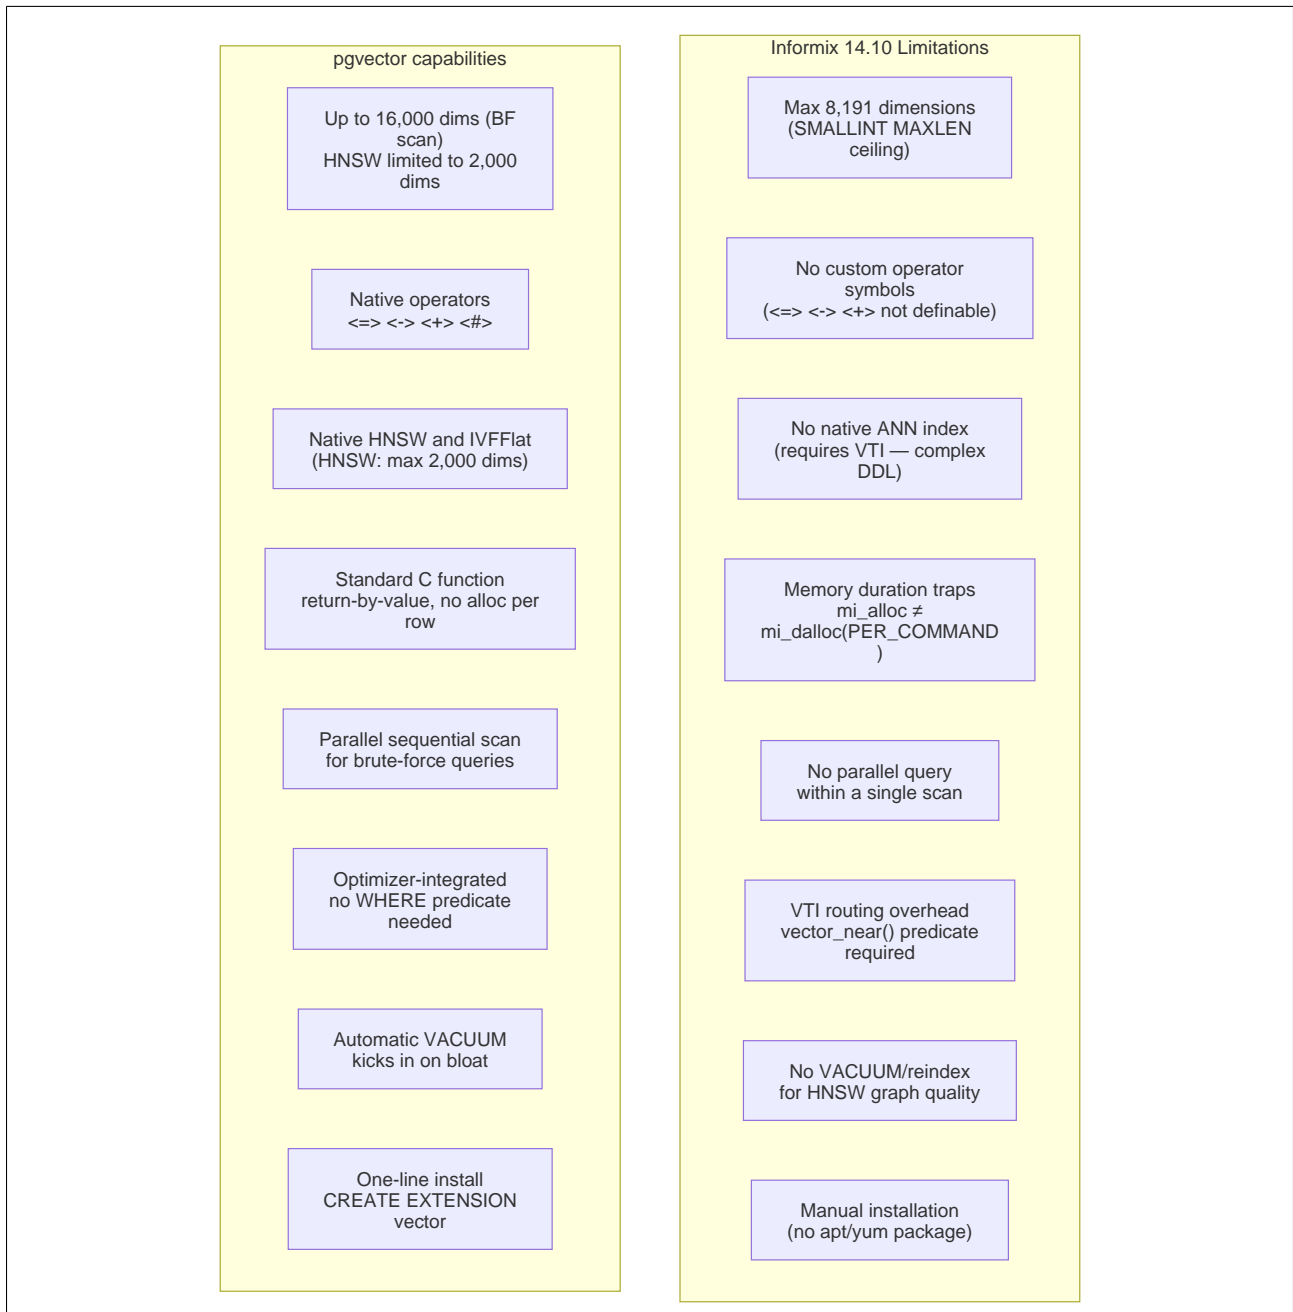 pgvector capabilities
Up to 16,000 dims (BF
scan)
HNSW limited to 2,000
dims
Native operators
<=> <-> <+> <#>
Native HNSW and IVFFlat
(HNSW: max 2,000 dims)
Standard C function
return-by-value, no alloc per
row
Parallel sequential scan
for brute-force queries
Optimizer-integrated
no WHERE predicate
needed
Automatic VACUUM
kicks in on bloat
One-line install
CREATE EXTENSION
vector
Informix 14.10 Limitations
Max 8,191 dimensions
(SMALLINT MAXLEN
ceiling)
No custom operator
symbols
(<=> <-> <+> not definable)
No native ANN index
(requires VTI — complex
DDL)
Memory duration traps
mi_alloc ≠
mi_dalloc(PER_COMMAND
)
No parallel query
within a single scan
VTI routing overhead
vector_near() predicate
required
No VACUUM/reindex
for HNSW graph quality
Manual installation
(no apt/yum package)